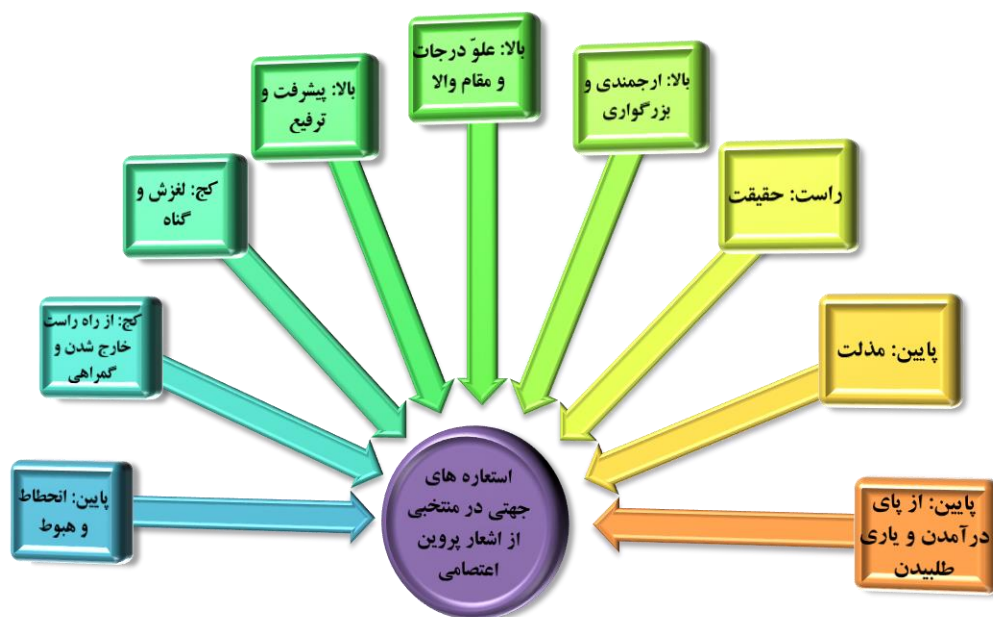 بالا: علوّ درجات
و مقام والا
بالا: ارجمندی و
بزرگواری
بالا: پیشرفت و
ترفیع
راست: حقیقت
کج: لغزش و
گناه
پایین: مذلت
کج: از راه راست
خارج شدن و
گمراهی
پایین: از پای
درآمدن و یاری
طلبیدن
پایین: انحطاط
و هبوط
استعاره های
جهتی در منتخبی
از اشعار پروین
اعتصامی